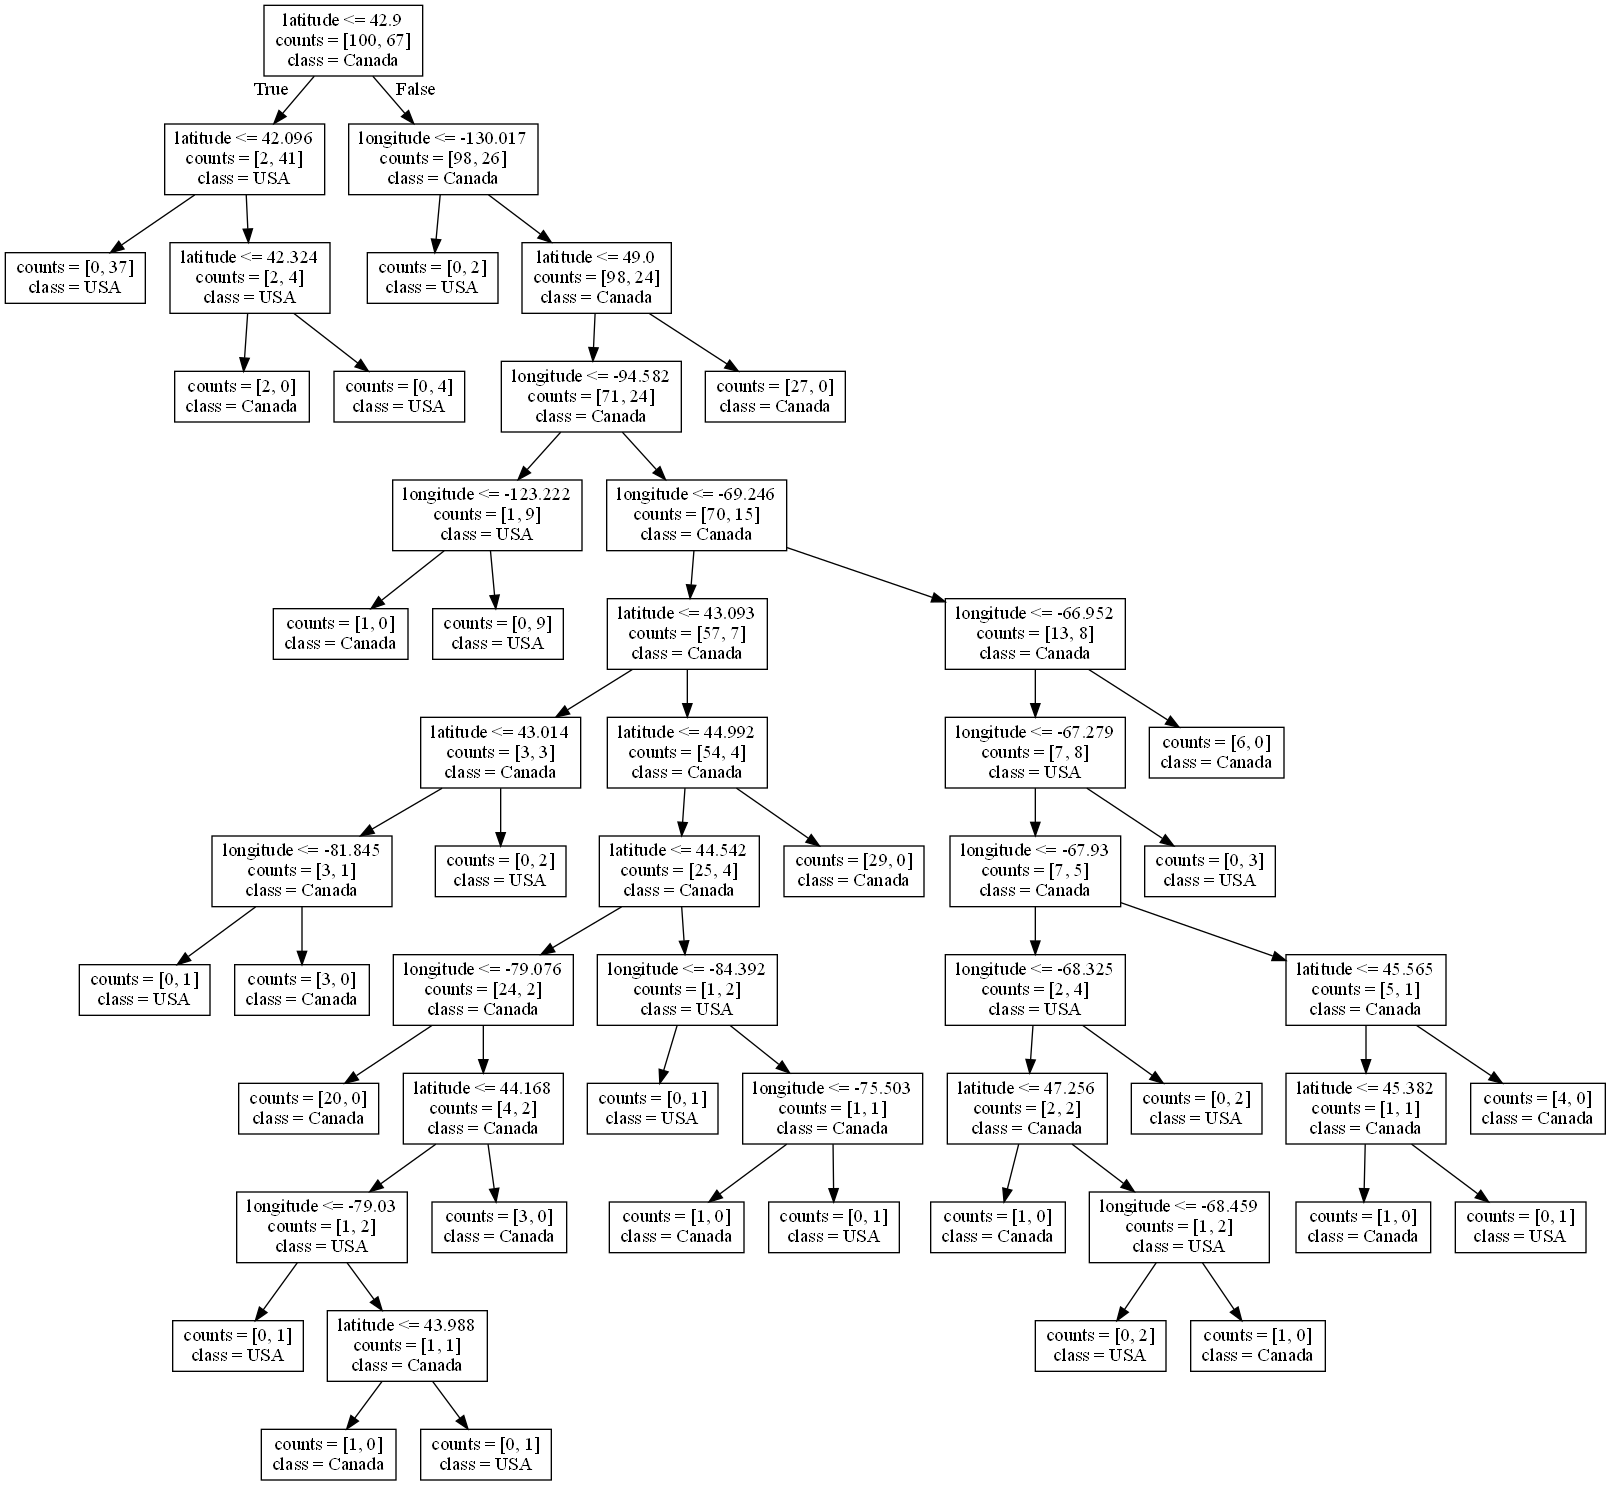 latitude <= 42.9
counts = [100, 67]
class = Canada
True
False
latitude <= 42.096
counts = [2, 41]
class = USA
longitude <= -130.017
counts = [98, 26]
class = Canada
counts = [0, 37]
class = USA
latitude <= 42.324
counts = [2, 4]
class = USA
counts = [0, 2]
class = USA
latitude <= 49.0
counts = [98, 24]
class = Canada
counts = [2, 0]
class = Canada
counts = [0, 4]
class = USA
longitude <= -94.582
counts = [71, 24]
class = Canada
counts = [27, 0]
class = Canada
longitude <= -123.222
counts = [1, 9]
class = USA
longitude <= -69.246
counts = [70, 15]
class = Canada
counts = [1, 0]
class = Canada
counts = [0, 9]
class = USA
latitude <= 43.093
counts = [57, 7]
class = Canada
longitude <= -66.952
counts = [13, 8]
class = Canada
latitude <= 43.014
counts = [3, 3]
class = Canada
latitude <= 44.992
counts = [54, 4]
class = Canada
longitude <= -67.279
counts = [7, 8]
class = USA
counts = [6, 0]
class = Canada
longitude <= -81.845
counts = [3, 1]
class = Canada
counts = [0, 2]
class = USA
latitude <= 44.542
counts = [25, 4]
class = Canada
counts = [29, 0]
class = Canada
longitude <= -67.93
counts = [7, 5]
class = Canada
counts = [0, 3]
class = USA
counts = [0, 1]
class = USA
counts = [3, 0]
class = Canada
longitude <= -79.076
counts = [24, 2]
class = Canada
longitude <= -84.392
counts = [1, 2]
class = USA
longitude <= -68.325
counts = [2, 4]
class = USA
latitude <= 45.565
counts = [5, 1]
class = Canada
counts = [20, 0]
class = Canada
latitude <= 44.168
counts = [4, 2]
class = Canada
counts = [0, 1]
class = USA
longitude <= -75.503
counts = [1, 1]
class = Canada
latitude <= 47.256
counts = [2, 2]
class = Canada
counts = [0, 2]
class = USA
latitude <= 45.382
counts = [1, 1]
class = Canada
counts = [4, 0]
class = Canada
longitude <= -79.03
counts = [1, 2]
class = USA
counts = [3, 0]
class = Canada
counts = [1, 0]
class = Canada
counts = [0, 1]
class = USA
counts = [1, 0]
class = Canada
longitude <= -68.459
counts = [1, 2]
class = USA
counts = [1, 0]
class = Canada
counts = [0, 1]
class = USA
counts = [0, 1]
class = USA
latitude <= 43.988
counts = [1, 1]
class = Canada
counts = [0, 2]
class = USA
counts = [1, 0]
class = Canada
counts = [1, 0]
class = Canada
counts = [0, 1]
class = USA